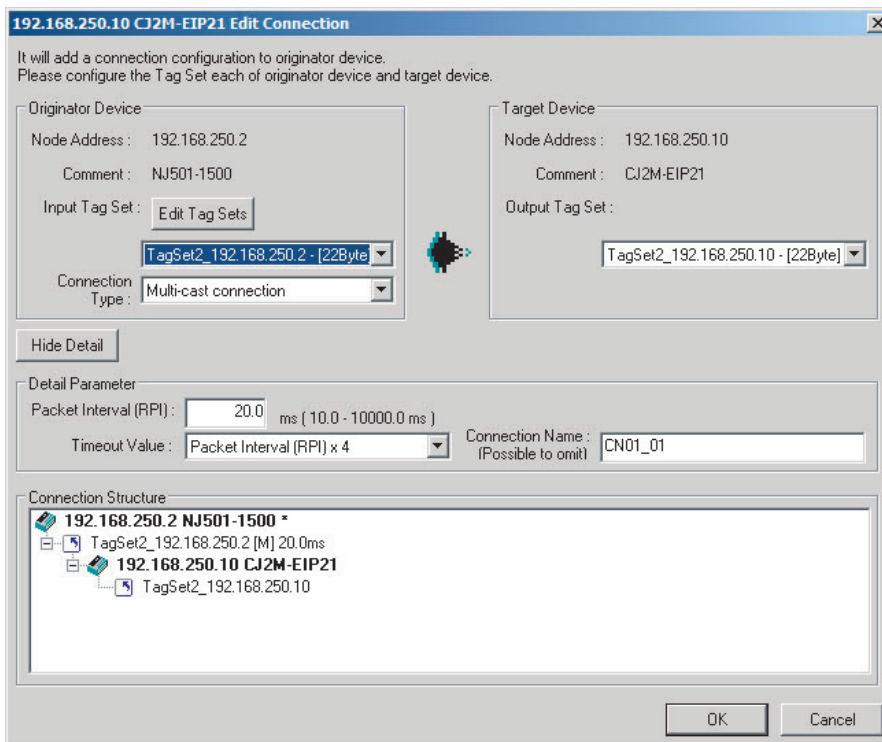 192.168.250.10 CJ2M-EIP21 Edit Connection
It will add a connection configuration to originator device.
Please configure the Tag Set each of originator device and target device.
Originator Device
Node Address : 192.168.250.2
Comment : NJ501-1500
Input Tag Set : Edit Tag Sets
TagSet2_192.168.250.2 - [22Byte
Connection
Type : Multi-cast connection
Target Device
Node Address : 192.168.250.10
Comment : CJ2M-EIP21
Output Tag Set :
TagSet2_192.168.250.10 - [22Byte]
Hide Detail
Detail Parameter
Packet Interval (RPI) : 20.0 ms ( 10.0 - 10000.0 ms )
Timeout Value : Packet Interval (RPI) x 4
Connection Name :
(Possible to omit) CN01_01
Connection Structure
192.168.250.2 NJ501-1500 *
TagSet2_192.168.250.2 [M] 20.0ms
192.168.250.10 CJ2M-EIP21
TagSet2_192.168.250.10
OK Cancel